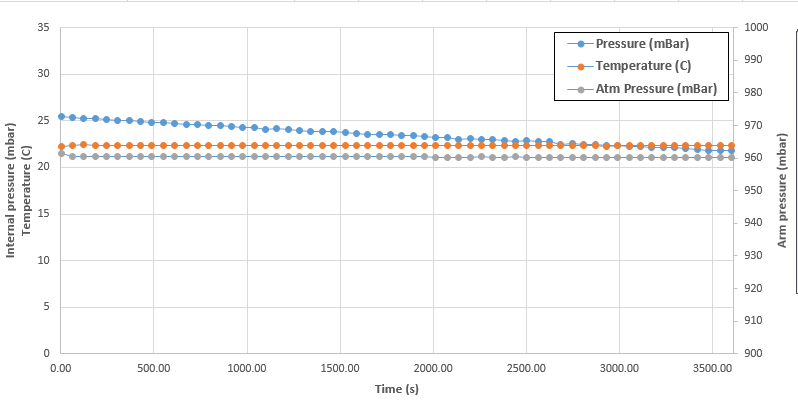 35
30
25
20
15
10
5
0
Internal pressure (mbar)
Temperature (C)
1000
990
980
970
960
950
940
930
920
910
900
Arm pressure (mbar)
Pressure (mBar)
Temperature (C)
Atm Pressure (mBar)
0.00 500.00 1000.00 1500.00 2000.00 2500.00 3000.00 3500.00
Time (s)